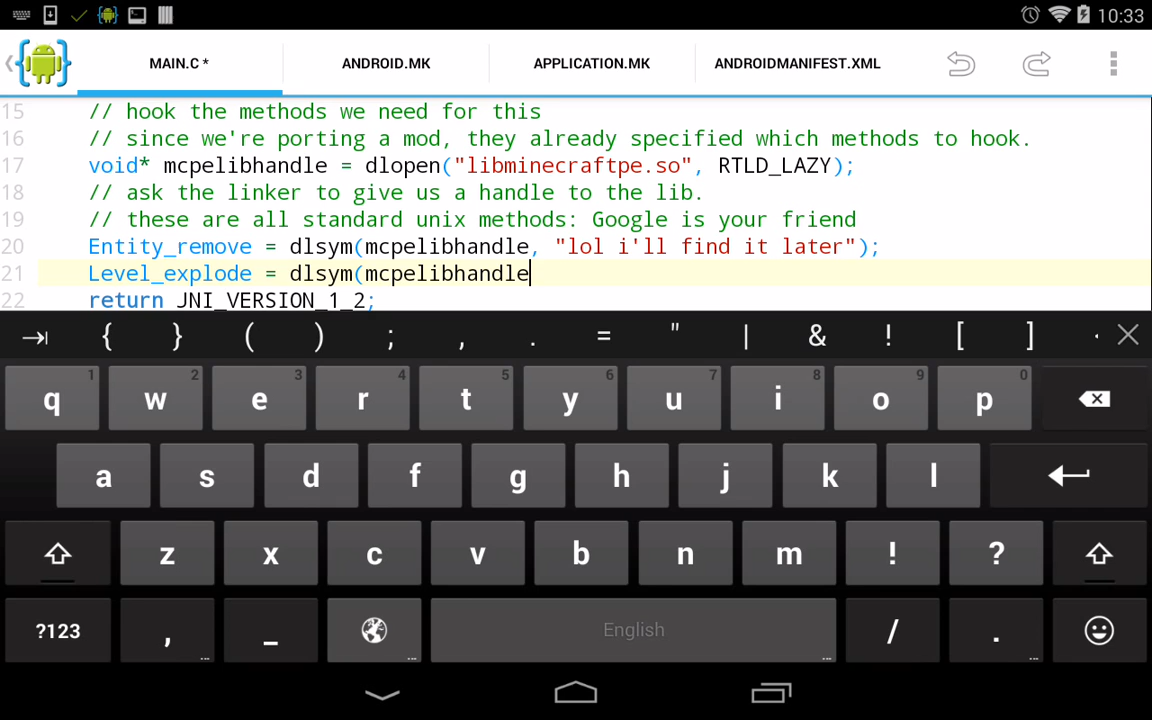 10:33
MAIN.C *
ANDROID.MK
APPLICATION.MK
ANDROIDMANIFEST.XML
15 // hook the methods we need for this
16 // since we're porting a mod, they already specified which methods to hook.
17 void* mcpelibhandle = dlopen("libminecraftpe.so", RTLD_LAZY);
18 // ask the linker to give us a handle to the lib.
19 // these are all standard unix methods: Google is your friend
20 Entity_remove = dlsym(mcpelibhandle, "lol i'll find it later");
21 Level_explode = dlsym(mcpelibhandle
22 return JNI_VERSION_1_2;
{ } ( ) ; , . = " | & ! [ ]
1 2 3 4 5 6 7 8 9 0
q w e r t y u i o p
a s d f g h j k l
z x c v b n m ! ?
?123 , _ English / .